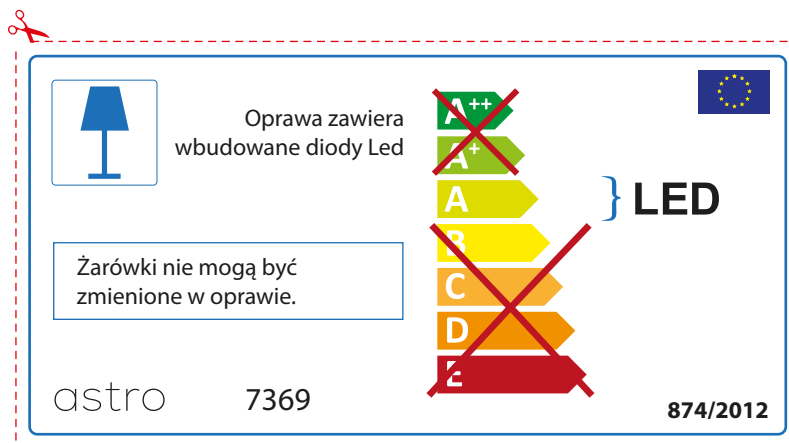 Oprawa zawiera
wbudowane diody Led
A++
A+
A
B
C
D
E
LED
Żarówki nie mogą być
zmienione w oprawie.
astro
7369
874/2012